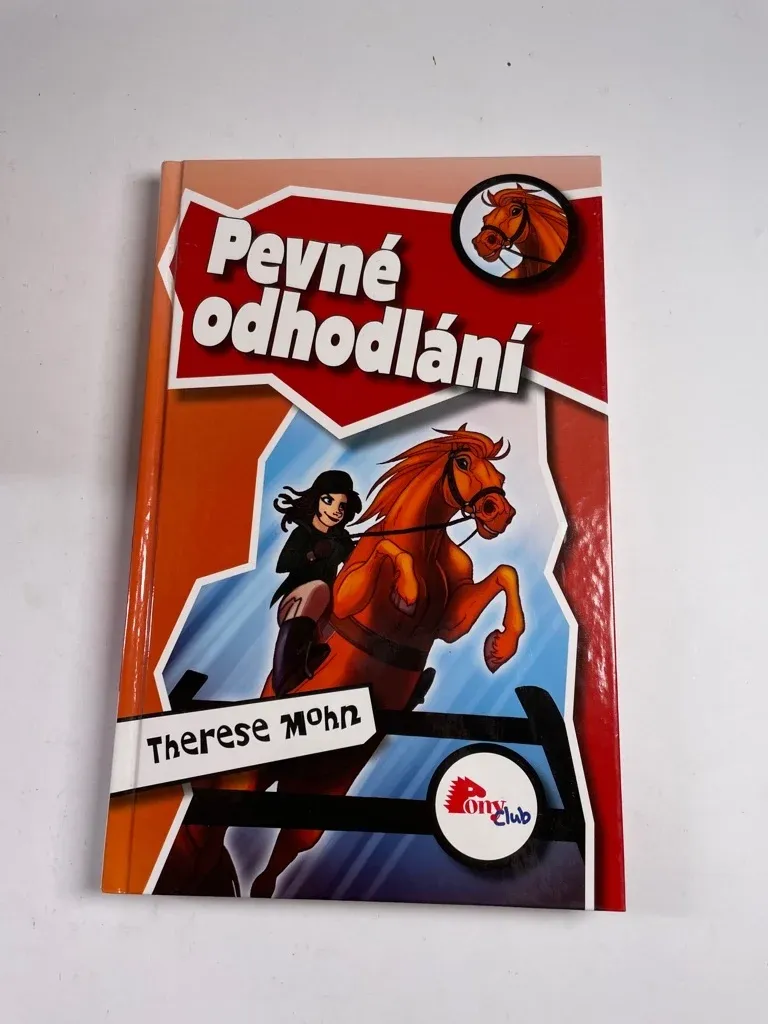 Pevné
odhodlání
Therese Mohn
Pony
Club